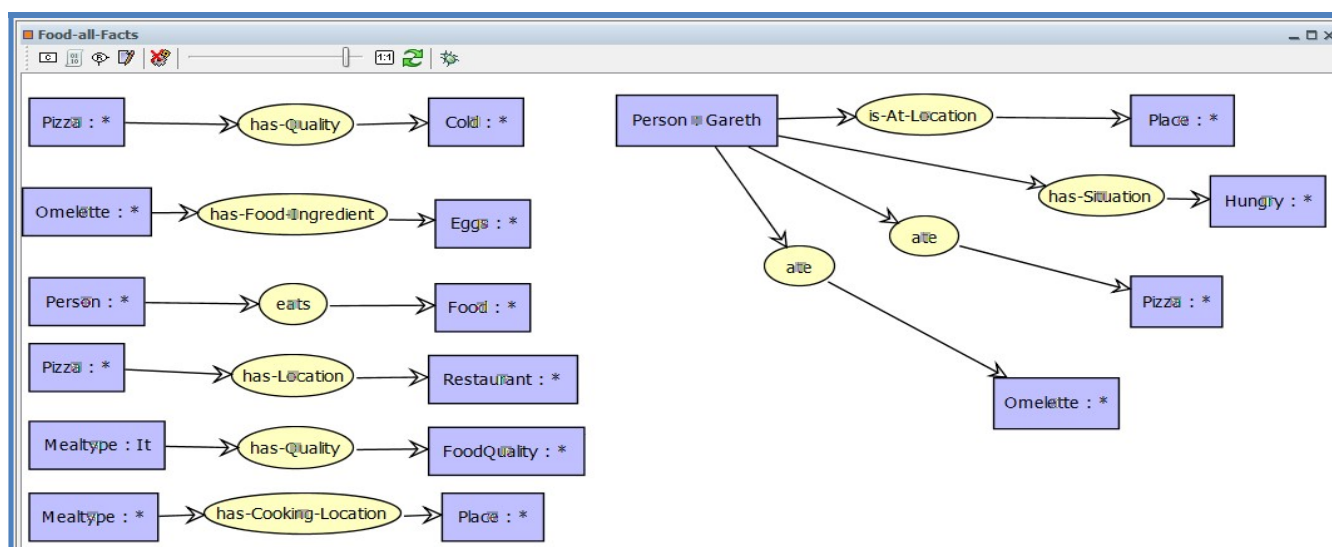 Food-all-Facts
Pizza : *
has-Quality
Cold : *
Omelette : *
has-Food-Ingredient
Eggs : *
Person : *
eats
Food : *
Pizza : *
has-Location
Restaurant : *
Mealtype : It
has-Quality
FoodQuality : *
Mealtype : *
has-Cooking-Location
Place : *
Person : Gareth
is-At-Location
Place : *
has-Situation
Hungry : *
ate
Pizza : *
ate
Omelette : *